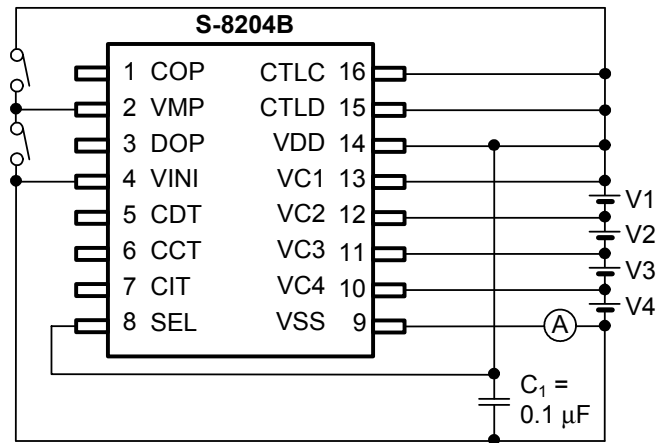 S-8204B
1 COP CTLC 16
2 VMP CTLD 15
3 DOP VDD 14
4 VINI VC1 13
5 CDT VC2 12
6 CCT VC3 11
7 CIT VC4 10
8 SEL VSS 9
V1
V2
V3
V4
A
C₁ =
0.1 μF